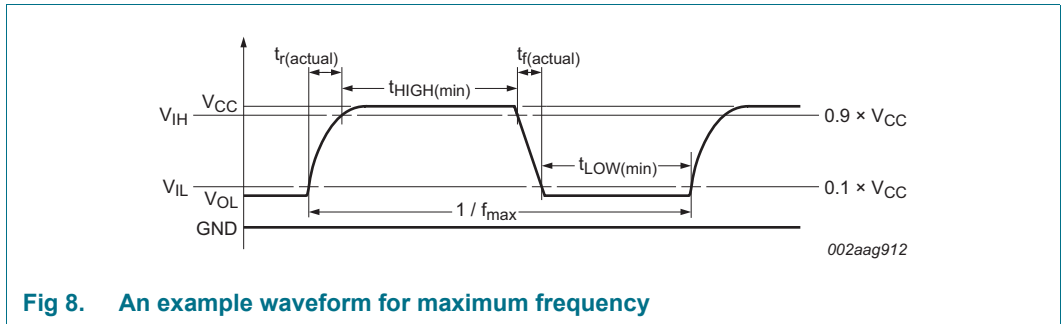 tr(actual)
tf(actual)
tHIGH(min)
VCC
VIH
0.9 × VCC
tLOW(min)
VIL
0.1 × VCC
VOL
1 / fmax
GND
002aag912
Fig 8. An example waveform for maximum frequency